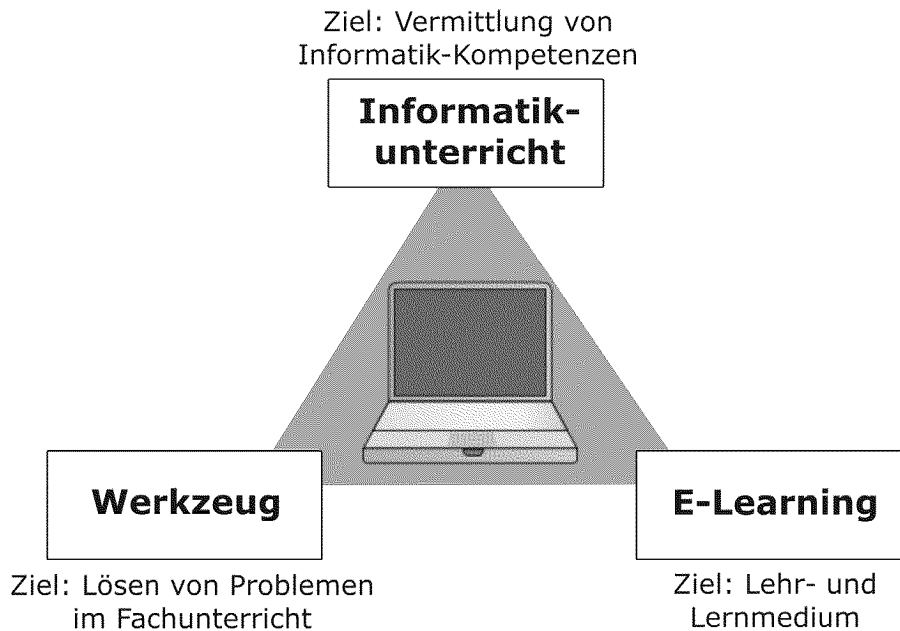 Ziel: Vermittlung von
Informatik-Kompetenzen
Informatik-
unterricht
Werkzeug
E-Learning
Ziel: Lösen von Problemen
im Fachunterricht
Ziel: Lehr- und
Lernmedium